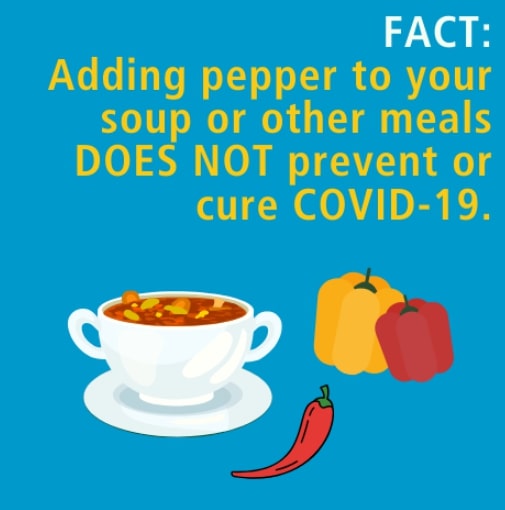 FACT:
Adding pepper to your
soup or other meals
DOES NOT prevent or
cure COVID-19.